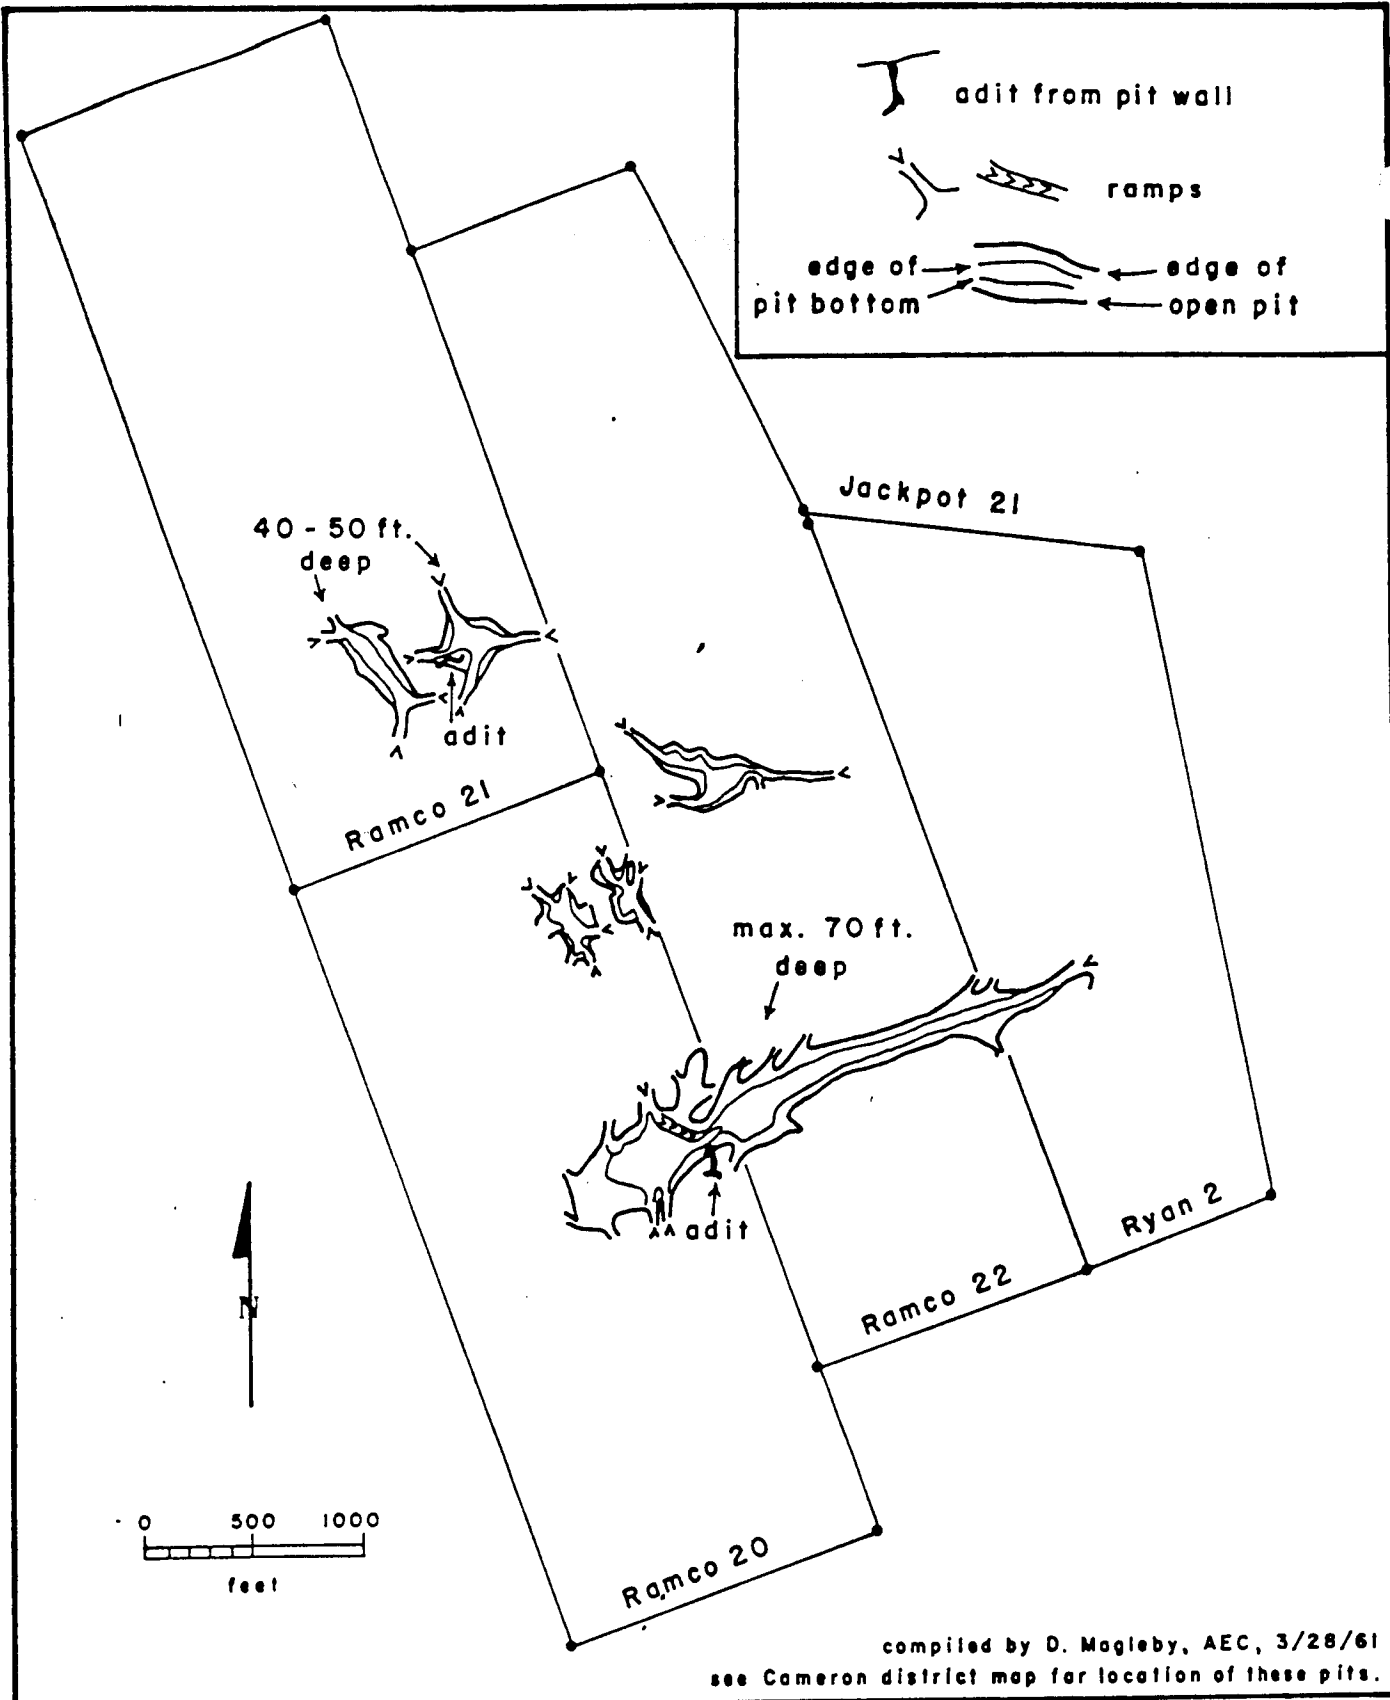 adit from pit wall
ramps
edge of
pit bottom
edge of
open pit
Jackpot 21
40 - 50 ft.
deep
adit
Ramco 21
max. 70 ft.
deep
adit
Ryan 2
Ramco 22
N
0 500 1000
feet
Ramco 20
compiled by D. Magleby, AEC, 3/28/61
see Cameron district map for location of these pits.